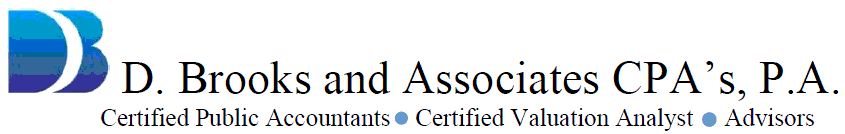 DB D. Brooks and Associates CPA’s, P.A.
Certified Public Accountants ● Certified Valuation Analyst ● Advisors